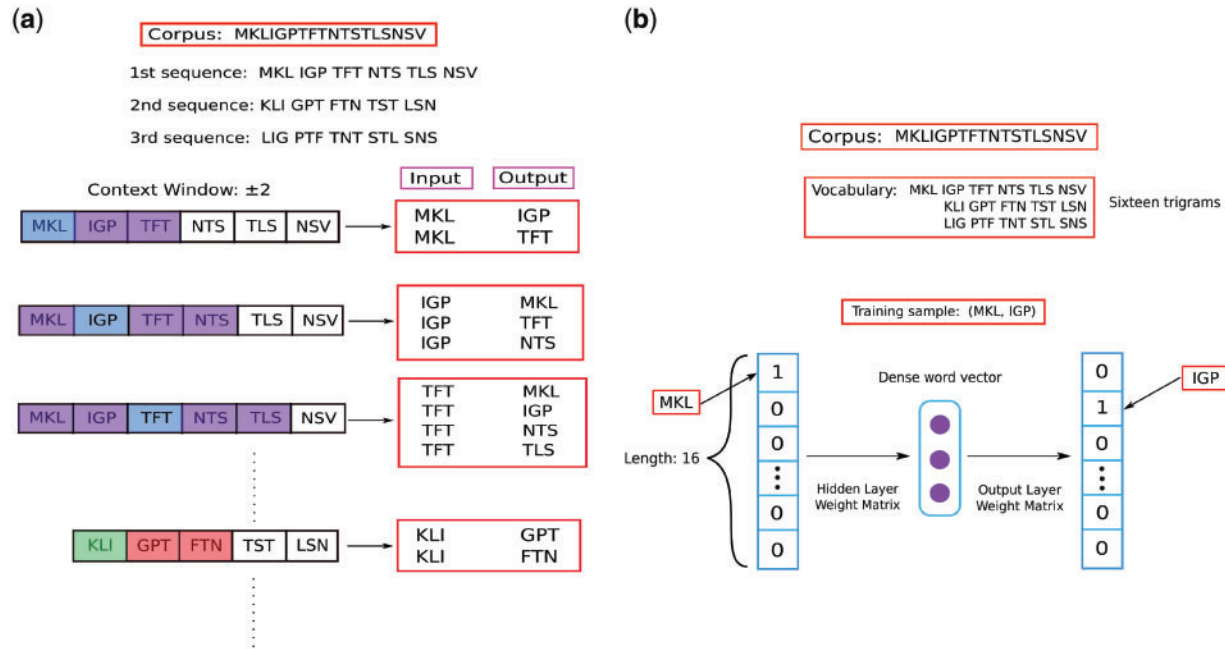 (a)
Corpus: MKLIGPTFTNTSTLSNSV
1st sequence: MKL IGP TFT NTS TLS NSV
2nd sequence: KLI GPT FTN TST LSN
3rd sequence: LIG PTF TNT STL SNS
Context Window: ±2
Input Output
MKL IGP TFT NTS TLS NSV
MKL IGP
MKL TFT
MKL IGP TFT NTS TLS NSV
IGP MKL
IGP TFT
IGP NTS
MKL IGP TFT NTS TLS NSV
TFT MKL
TFT IGP
TFT NTS
TFT TLS
KLI GPT FTN TST LSN
KLI GPT
KLI FTN
(b)
Corpus: MKLIGPTFTNTSTLSNSV
Vocabulary: MKL IGP TFT NTS TLS NSV
KLI GPT FTN TST LSN
LIG PTF TNT STL SNS
Sixteen trigrams
Training sample: (MKL, IGP)
MKL
Length: 16
1
0
0
0
0
Dense word vector
Hidden Layer
Weight Matrix
Output Layer
Weight Matrix
0
1
0
0
0
IGP